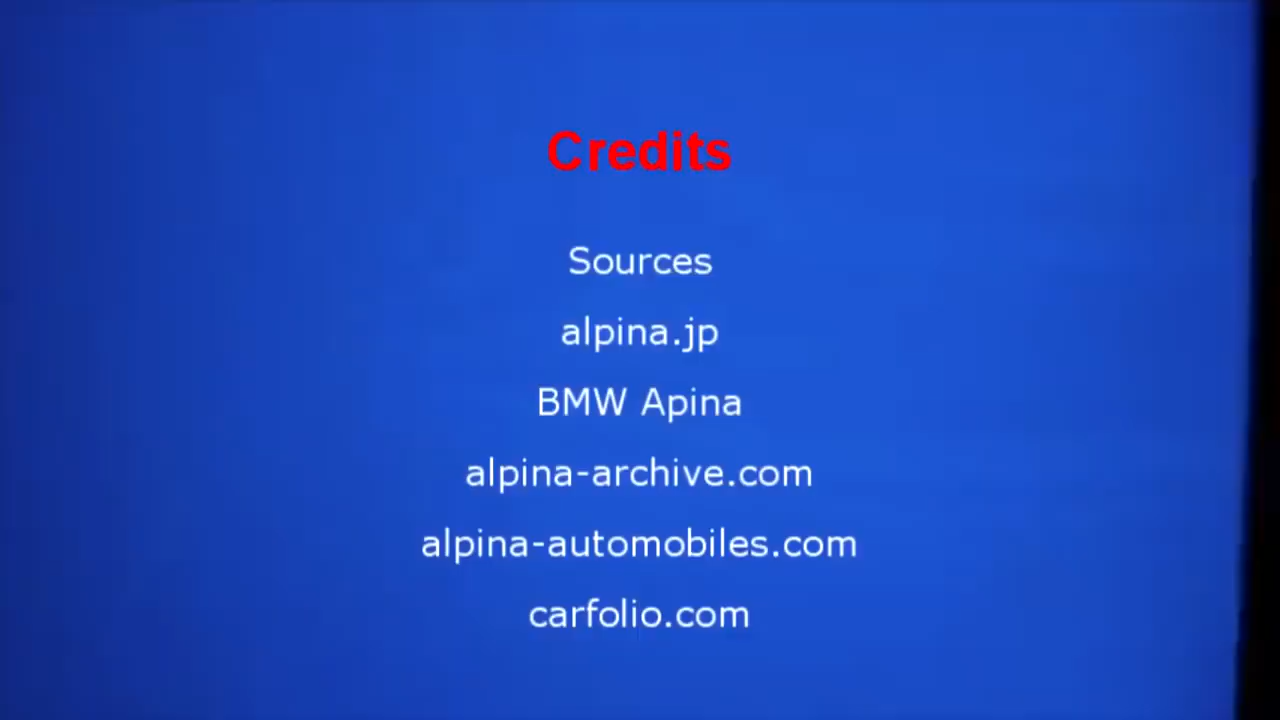 Credits
Sources
alpina.jp
BMW Apina
alpina-archive.com
alpina-automobiles.com
carfolio.com